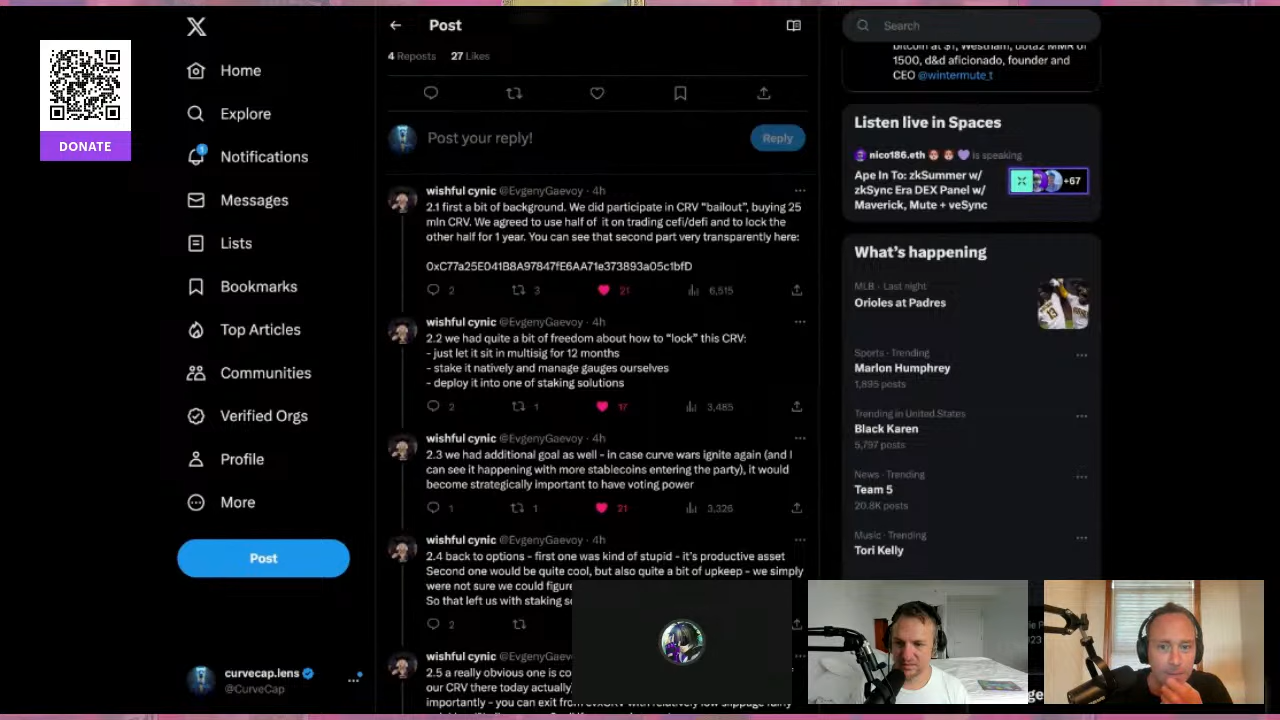 DONATE
Home
Explore
Notifications
Messages
Lists
Bookmarks
Top Articles
Communities
Verified Orgs
Profile
More
Post
curvecap.lens
@CurveCap
Post
4 Reposts 27 Likes
Post your reply!
Reply
wishful cynic @EvgenyGaevoy · 4h
2.1 first a bit of background. We did participate in CRV "bailout", buying 25
mln CRV. We agreed to use half of it on trading cefi/defi and to lock the
other half for 1 year. You can see that second part very transparently here:
0xC77a25E041B8A97847fE6AA71e373893a05c1bfD
2 3 21 6,515
wishful cynic @EvgenyGaevoy · 4h
2.2 we had quite a bit of freedom about how to "lock" this CRV:
- just let it sit in multisig for 12 months
- stake it natively and manage gauges ourselves
- deploy it into one of staking solutions
2 1 17 3,485
wishful cynic @EvgenyGaevoy · 4h
2.3 we had additional goal as well - in case curve wars ignite again (and I
can see it happening with more stablecoins entering the party), it would
become strategically important to have voting power
1 1 21 3,326
wishful cynic @EvgenyGaevoy · 4h
2.4 back to options - first one was kind of stupid - it's productive asset
Second one would be quite cool, but also quite a bit of upkeep - we simply
were not sure we could figure
So that left us with staking
2
wishful cynic @EvgenyGaevoy
2.5 a really obvious one is
our CRV there today actually
importantly - you can exit from cvxCRV with relatively low slippage
Search
bitcoin at $1, Westham, dota2 MMR of
1500, d&d aficionado, founder and
CEO @wintermute_t
Listen live in Spaces
nico186.eth is speaking
Ape In To: zkSummer w/
zkSync Era DEX Panel w/
Maverick, Mute + veSync
+67
What's happening
MLB · Last night
Orioles at Padres
Sports · Trending
Marlon Humphrey
1,895 posts
Trending in United States
Black Karen
5,797 posts
News · Trending
Team 5
20.8K posts
Music · Trending
Tori Kelly